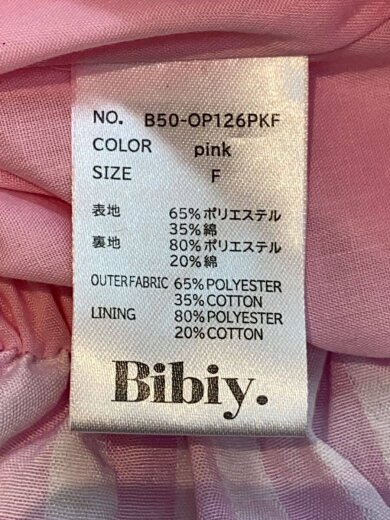 NO. B50-OP126PKF
COLOR pink
SIZE F
表地 65%ポリエステル
35%綿
裏地 80%ポリエステル
20%綿
OUTER FABRIC 65%POLYESTER
35%COTTON
LINING 80%POLYESTER
20%COTTON
Bibiy.